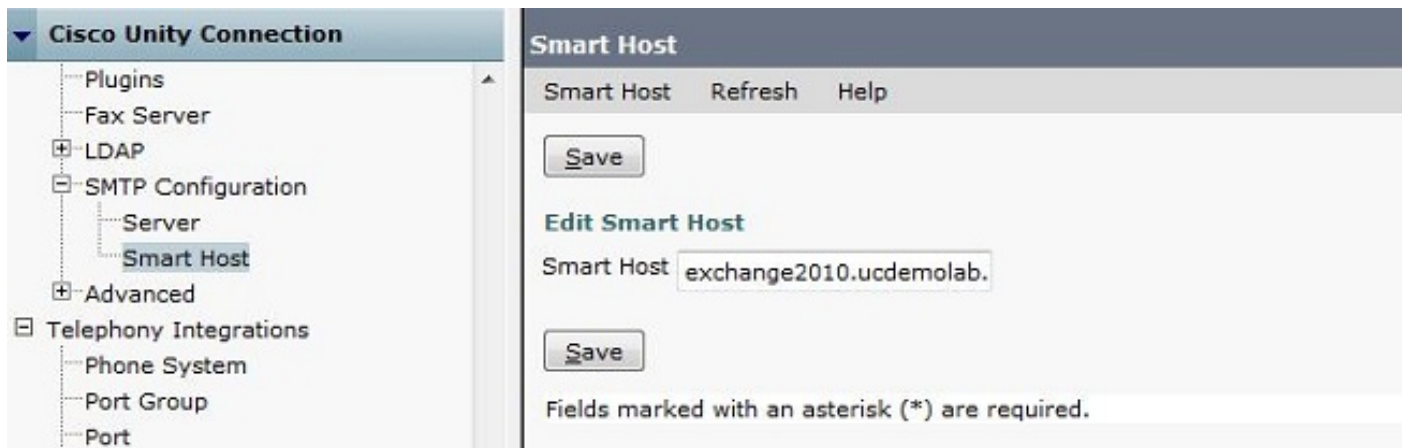 Cisco Unity Connection
Plugins
Fax Server
LDAP
SMTP Configuration
Server
Smart Host
Advanced
Telephony Integrations
Phone System
Port Group
Port
Smart Host
Smart Host Refresh Help
Save
Edit Smart Host
Smart Host exchange2010.ucdemolab.
Save
Fields marked with an asterisk (*) are required.